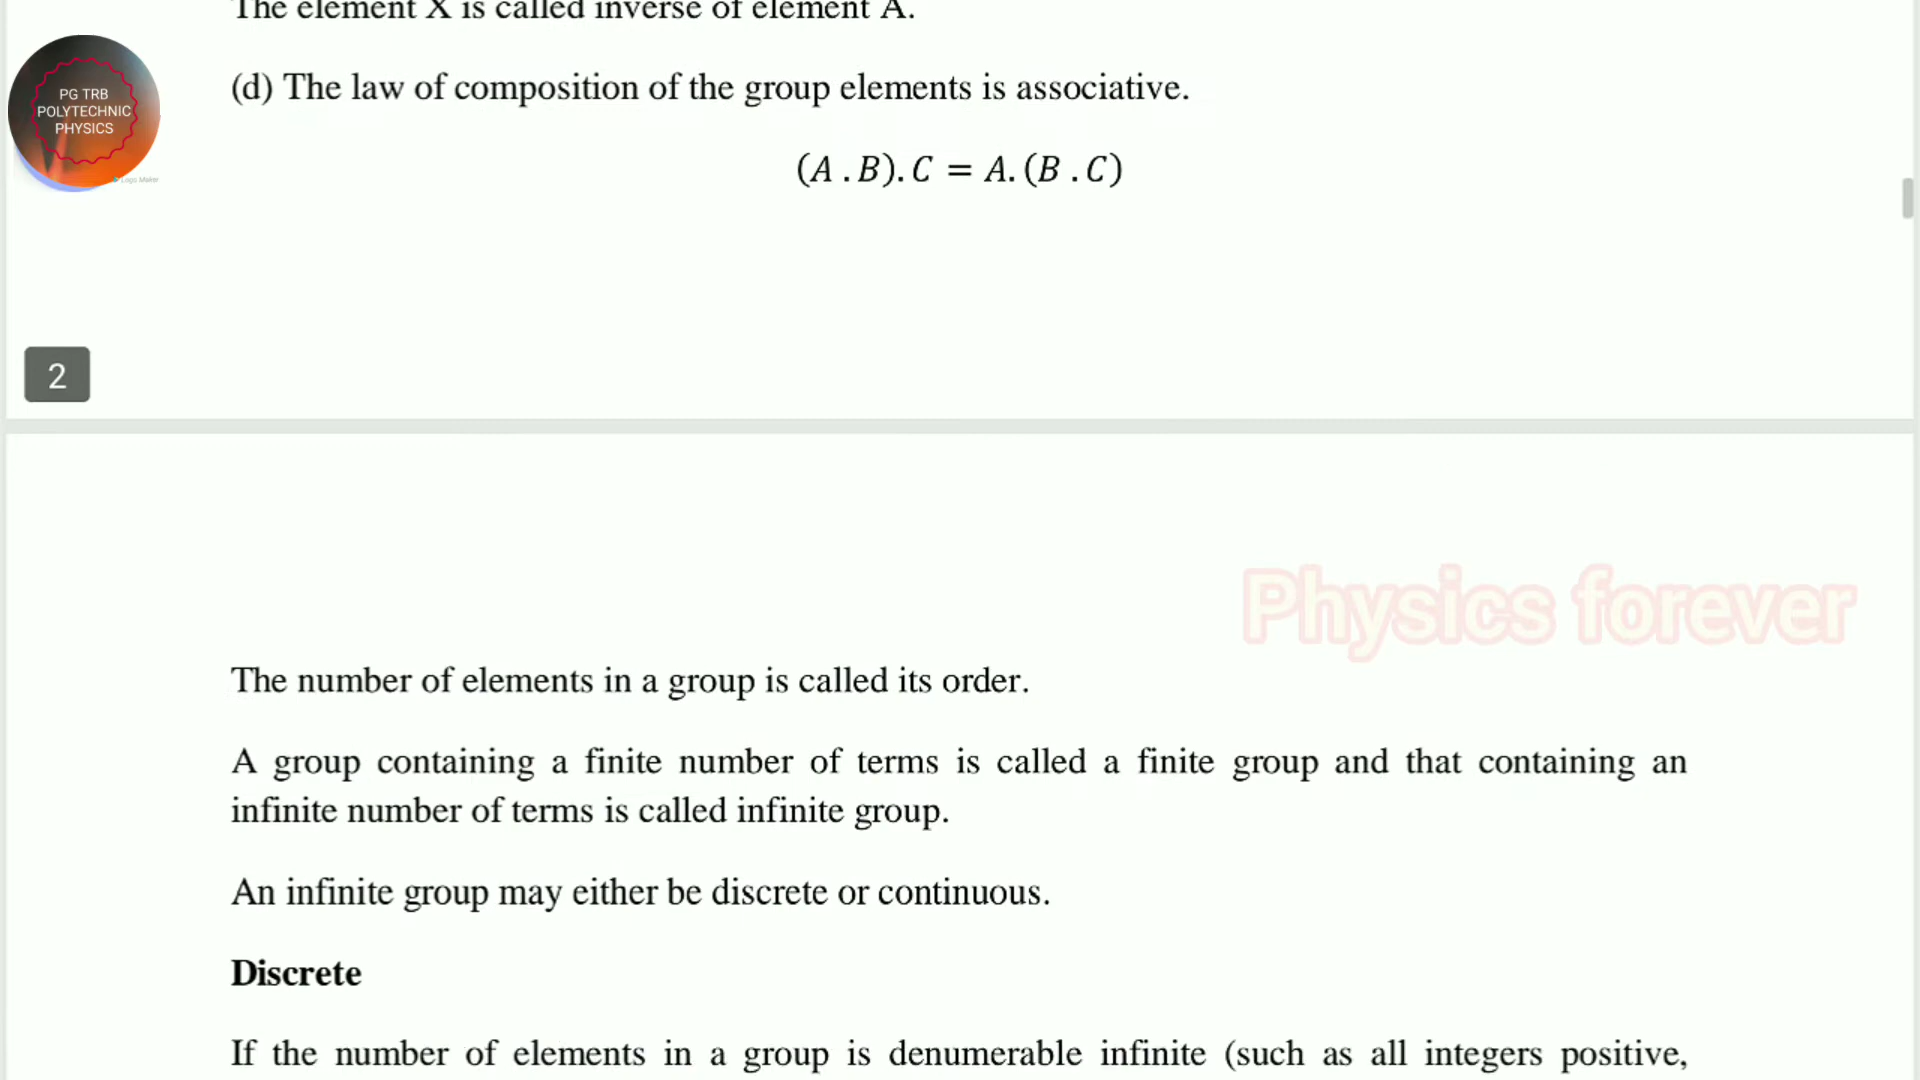 The element X is called inverse of element A.
PG TRB
POLYTECHNIC
PHYSICS
Logo Maker
(d) The law of composition of the group elements is associative.
(A . B). C = A. (B . C)
2
Physics forever
The number of elements in a group is called its order.
A group containing a finite number of terms is called a finite group and that containing an
infinite number of terms is called infinite group.
An infinite group may either be discrete or continuous.
Discrete
If the number of elements in a group is denumerable infinite (such as all integers positive,